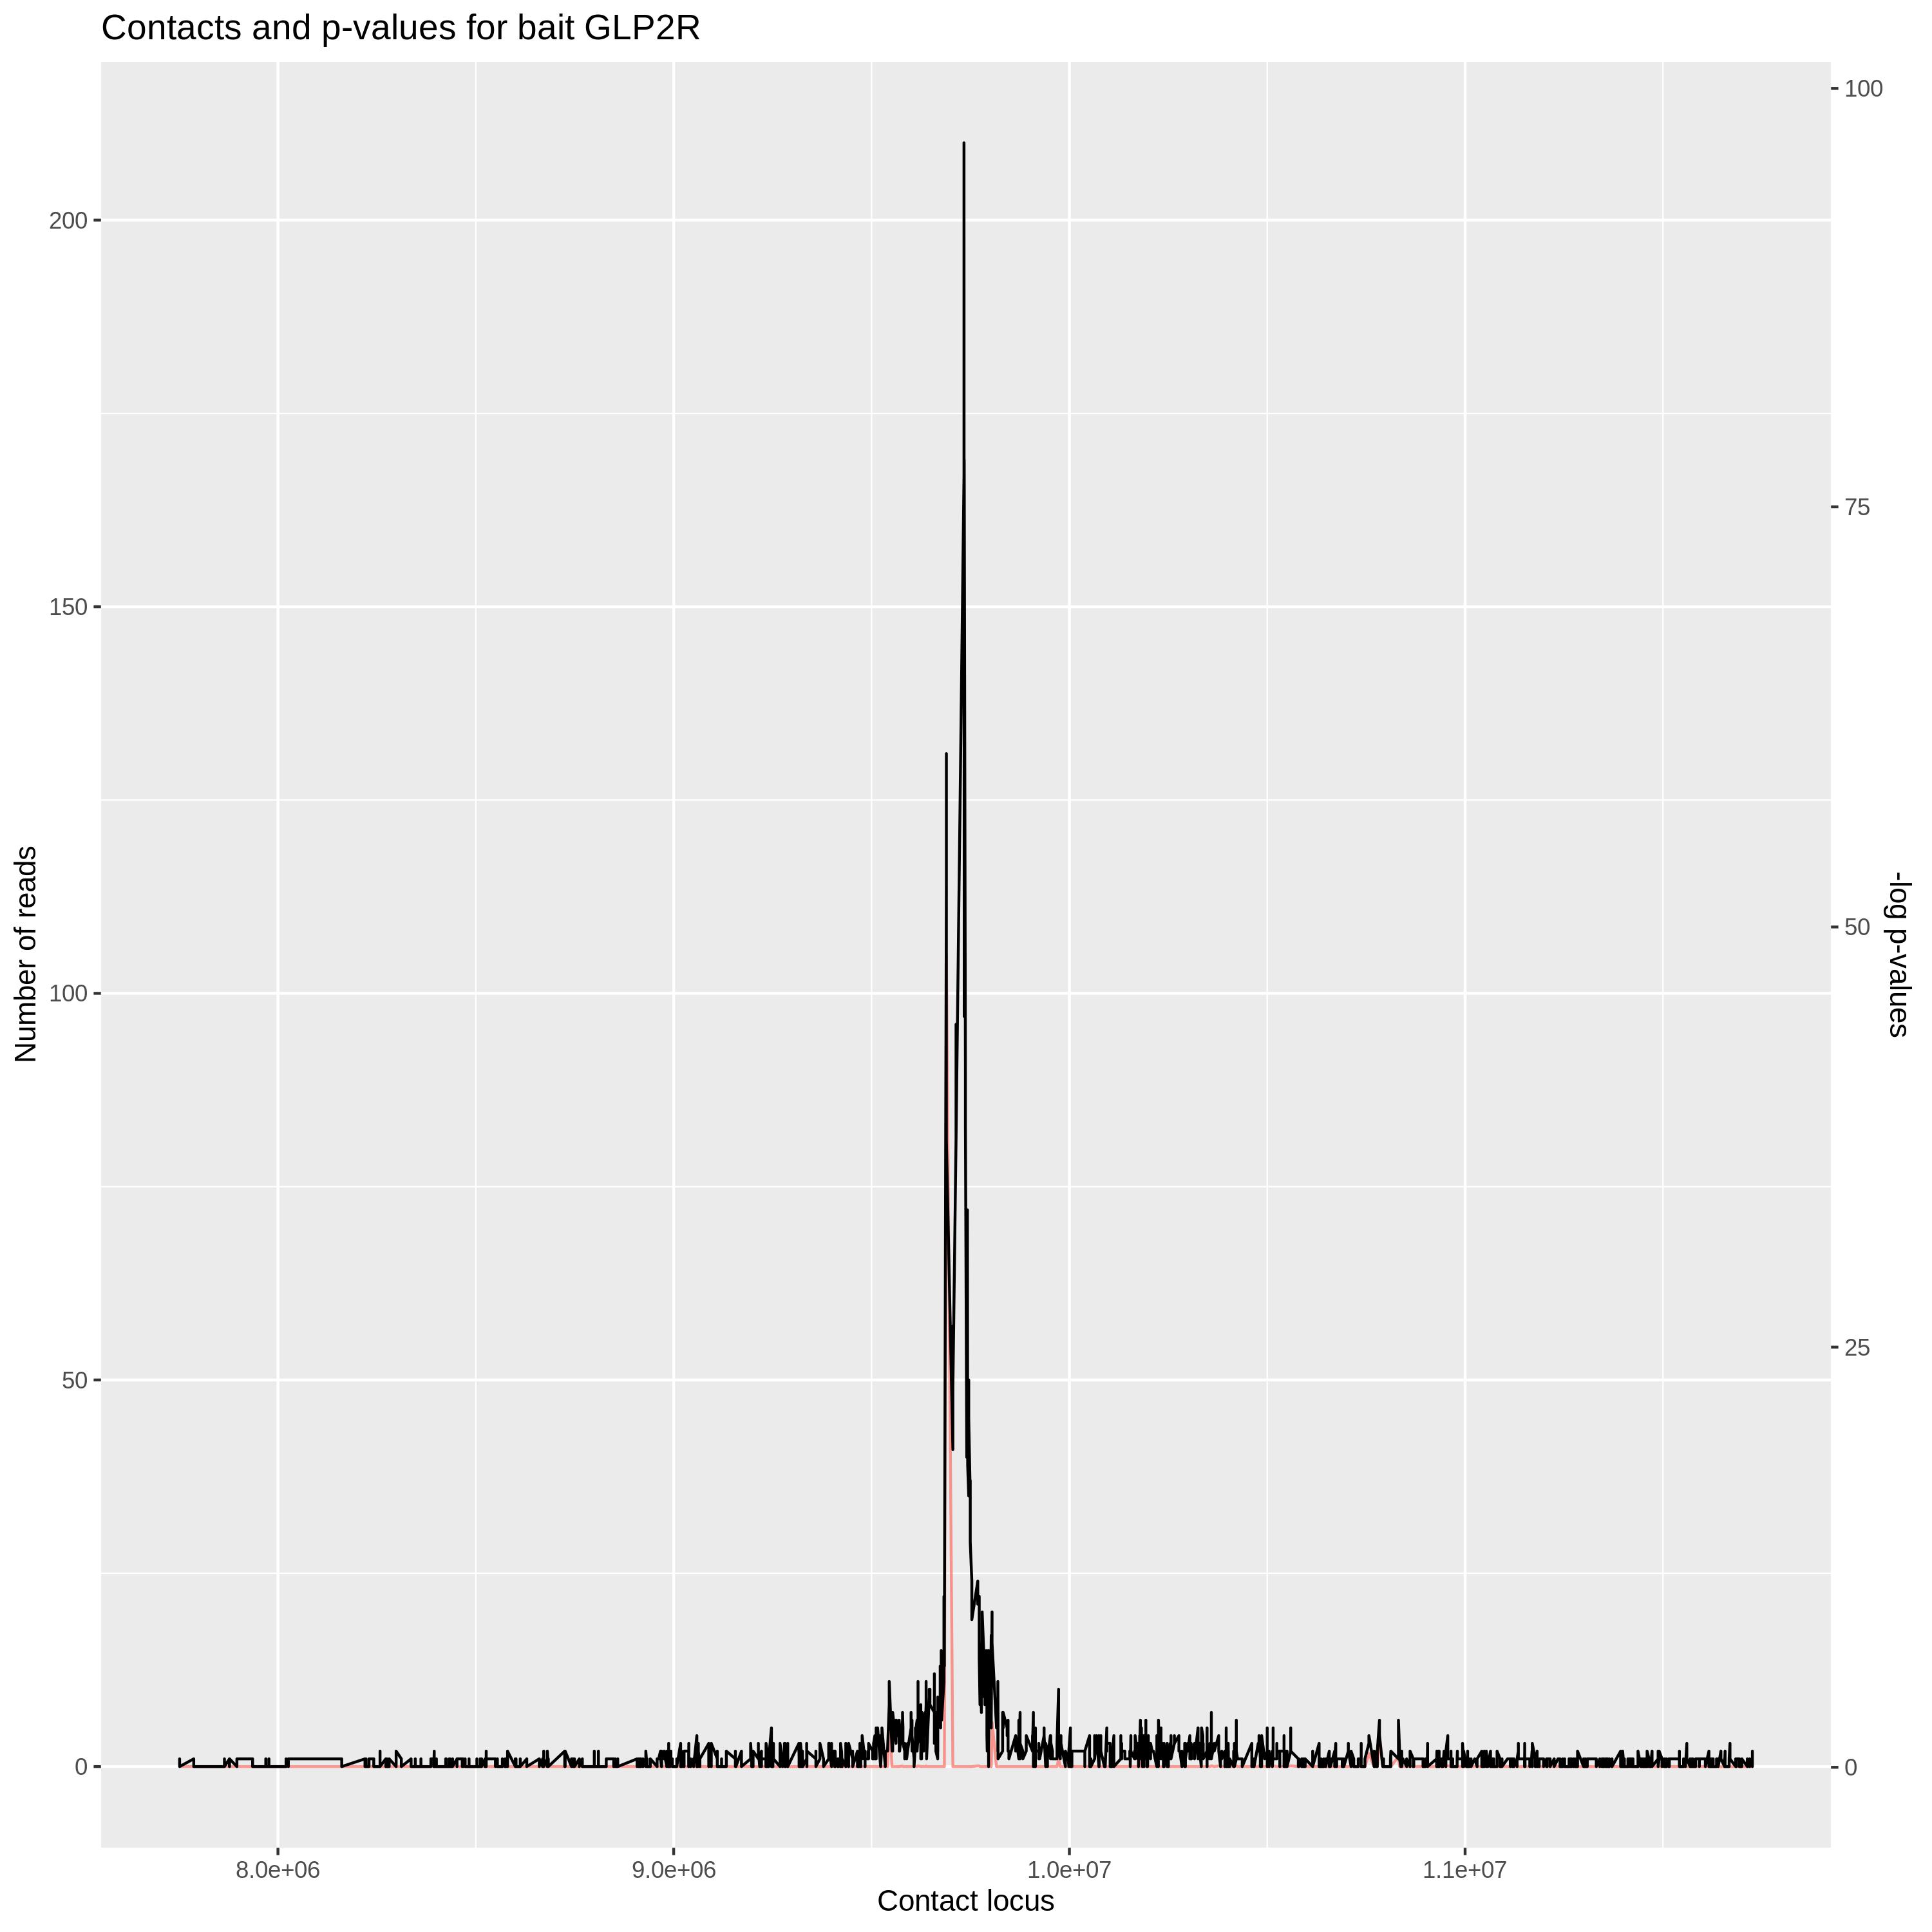 Contacts and p-values for bait GLP2R
200
150
100
50
0
Number of reads
100
75
50
25
0
-log p-values
8.0e+06
9.0e+06
1.0e+07
1.1e+07
Contact locus